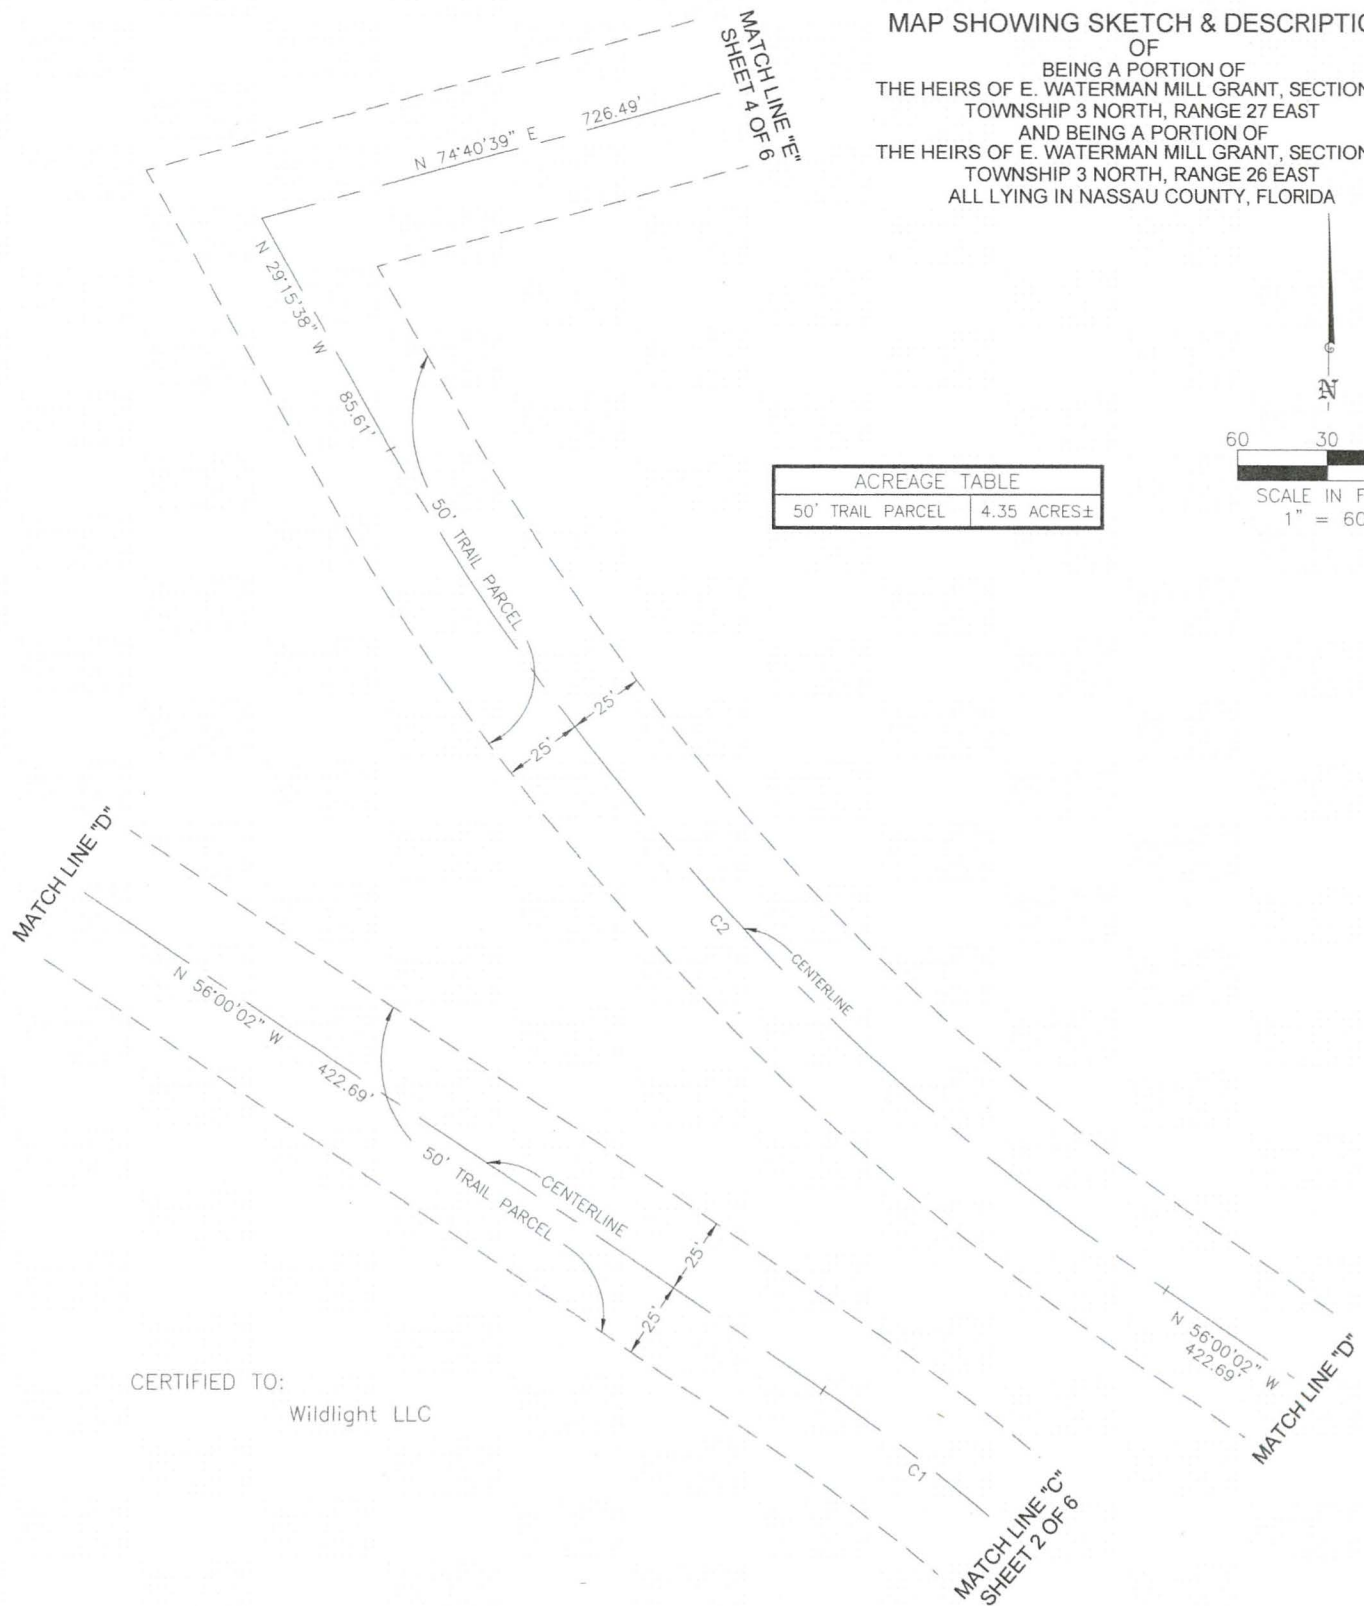 MAP SHOWING SKETCH & DESCRIPTIO
OF
BEING A PORTION OF
THE HEIRS OF E. WATERMAN MILL GRANT, SECTION
TOWNSHIP 3 NORTH, RANGE 27 EAST
AND BEING A PORTION OF
THE HEIRS OF E. WATERMAN MILL GRANT, SECTION
TOWNSHIP 3 NORTH, RANGE 26 EAST
ALL LYING IN NASSAU COUNTY, FLORIDA
MATCH LINE "E"
SHEET 4 OF 6
N 74°40'39" E 726.49'
N 29°15'38" W 85.61'
N
60 30
SCALE IN F
1" = 60
ACREAGE TABLE
50' TRAIL PARCEL 4.35 ACRES±
50' TRAIL PARCEL
25'
25'
MATCH LINE "D"
C2
CENTERLINE
N 56°00'02" W 422.69'
50' TRAIL PARCEL
CENTERLINE
25'
25'
N 56°00'02" W
422.69'
MATCH LINE "D"
CERTIFIED TO:
Wildlight LLC
C1
MATCH LINE "C"
SHEET 2 OF 6